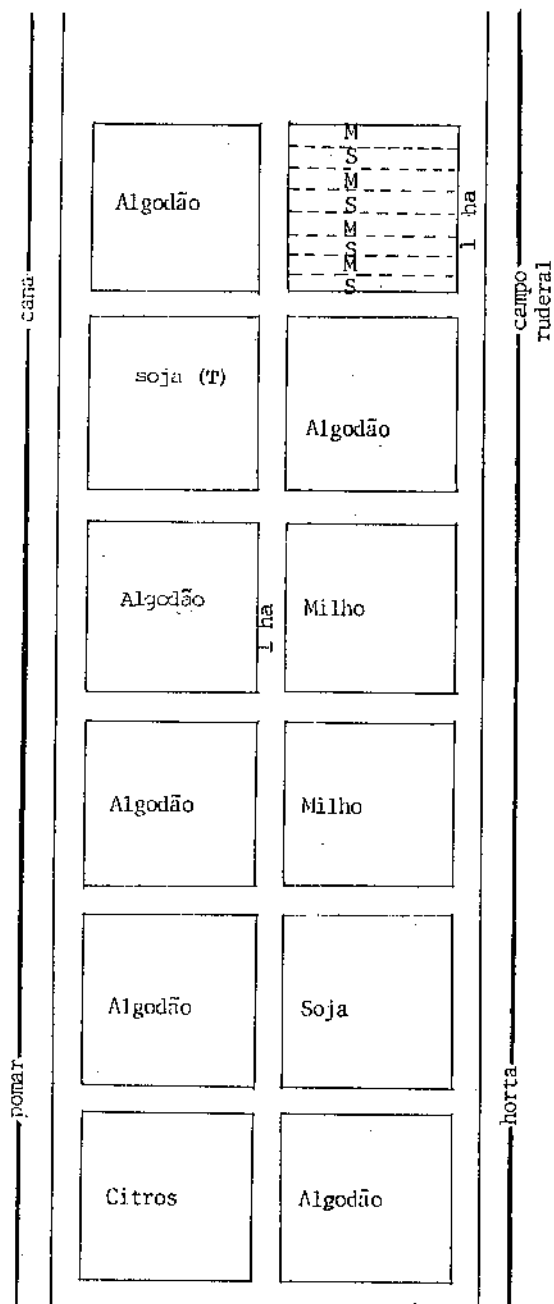 M
S
M
S
M
S
M
S
Algodão
1 ha
cana
campo
ruderal
soja (T)
Algodão
Algodão
1 ha
Milho
Algodão
Milho
Algodão
Soja
pomar
horta
Citros
Algodão